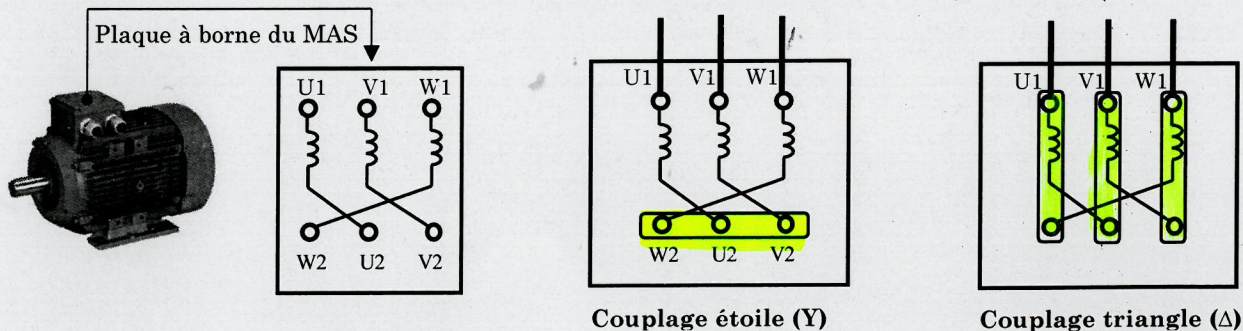 Plaque à borne du MAS
U1 V1 W1
W2 U2 V2
U1 V1 W1
W2 U2 V2
Couplage étoile (Y)
U1 V1 W1
Couplage triangle (Δ)